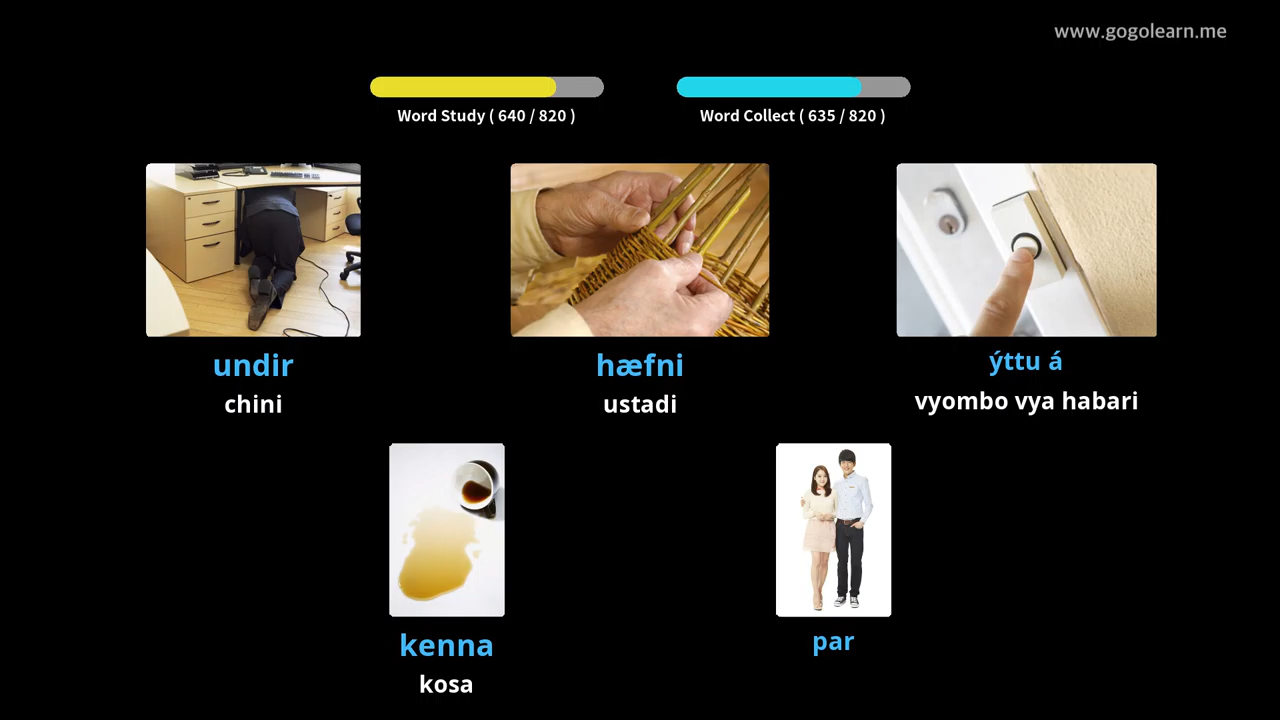 www.gogolearn.me
Word Study ( 640 / 820 )
Word Collect ( 635 / 820 )
undir
chini
hæfni
ustadi
ýttu á
vyombo vya habari
kenna
kosa
par